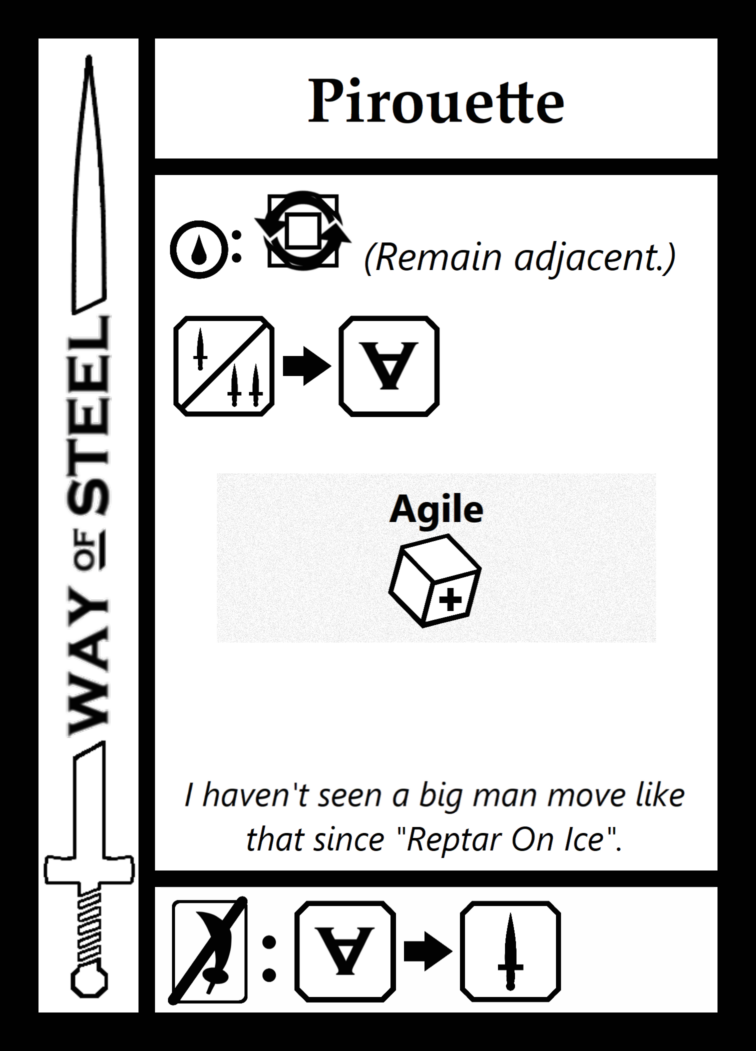 Pirouette
WAY OF STEEL
(Remain adjacent.)
Agile
+
I haven't seen a big man move like
that since "Reptar On Ice".